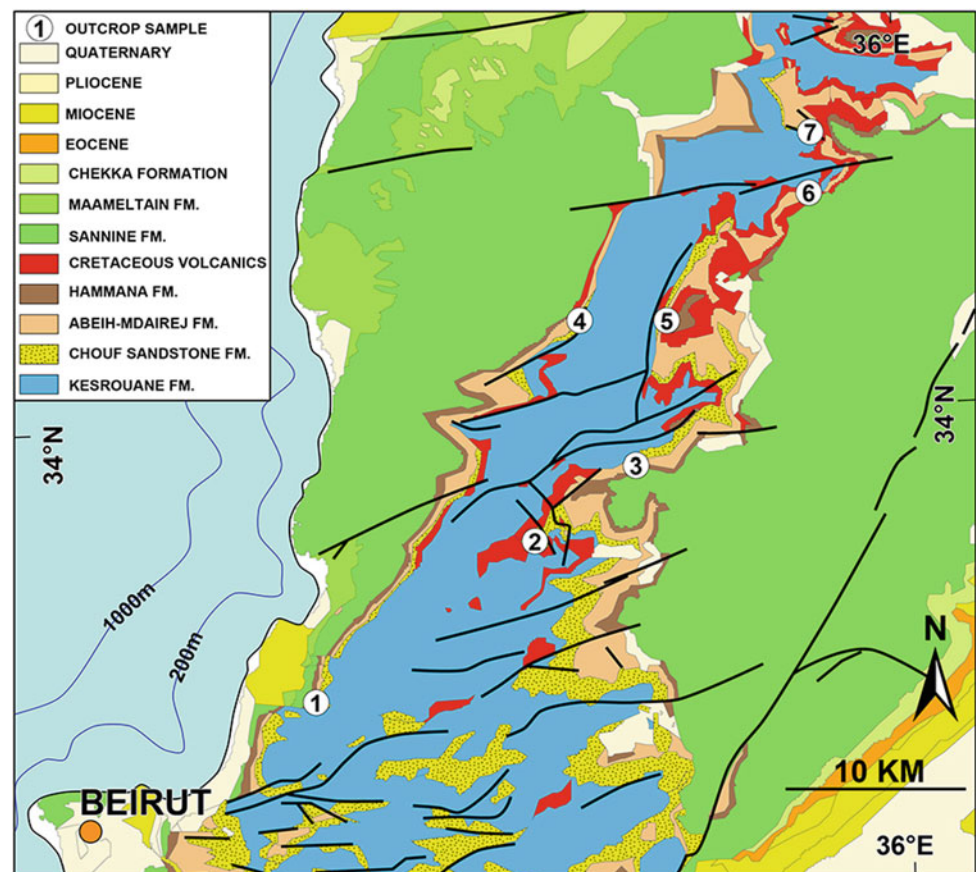 1 OUTCROP SAMPLE
QUATERNARY
PLIOCENE
MIOCENE
EOCENE
CHEKKA FORMATION
MAAMELTAIN FM.
SANNINE FM.
CRETACEOUS VOLCANICS
HAMMANA FM.
ABEIH-MDAIREJ FM.
CHOUF SANDSTONE FM.
KESROUANE FM.
36°E
7
6
4
5
34°N
34°N
3
2
1000m
200m
N
1
10 KM
BEIRUT
36°E